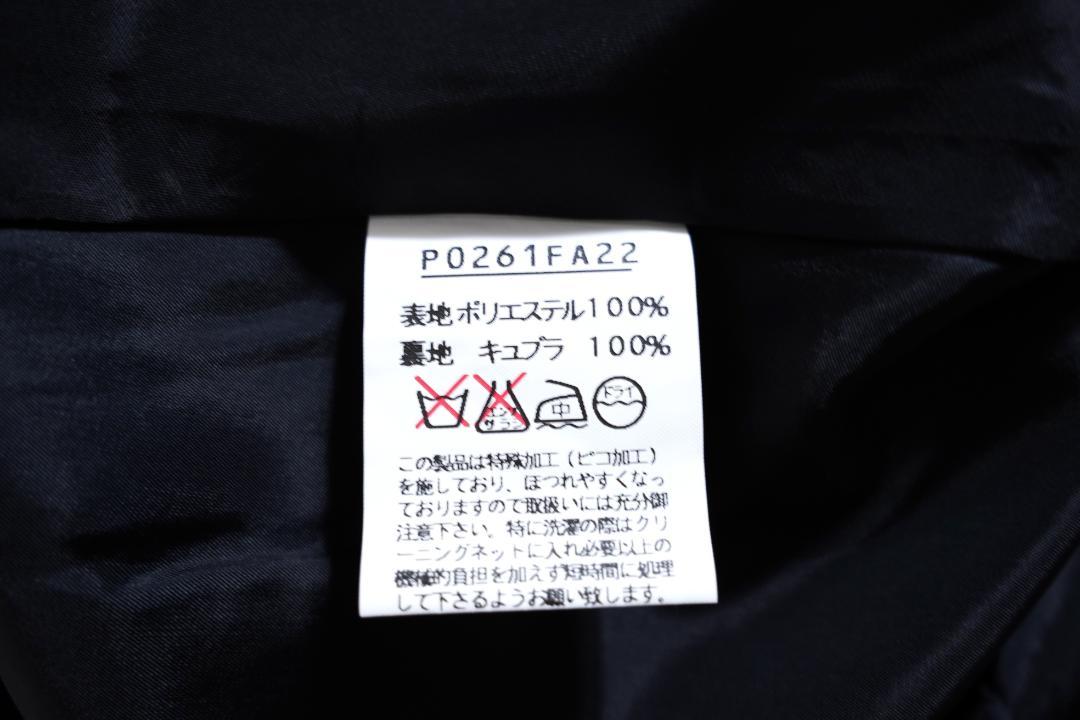 P0261FA22
表地ポリエステル100%
裏地 キュプラ 100%
エンソ サラシ 中 ドライ
この製品は特殊加工(ピコ加工)
を施しており、ほつれやすくなっ
ておりますので取扱いには充分御
注意下さい。特に洗濯の際はクリ
ーニングネットに入れ必要以上の
機械的負担を加えず短時間に処理
して下さるようお願い致します。